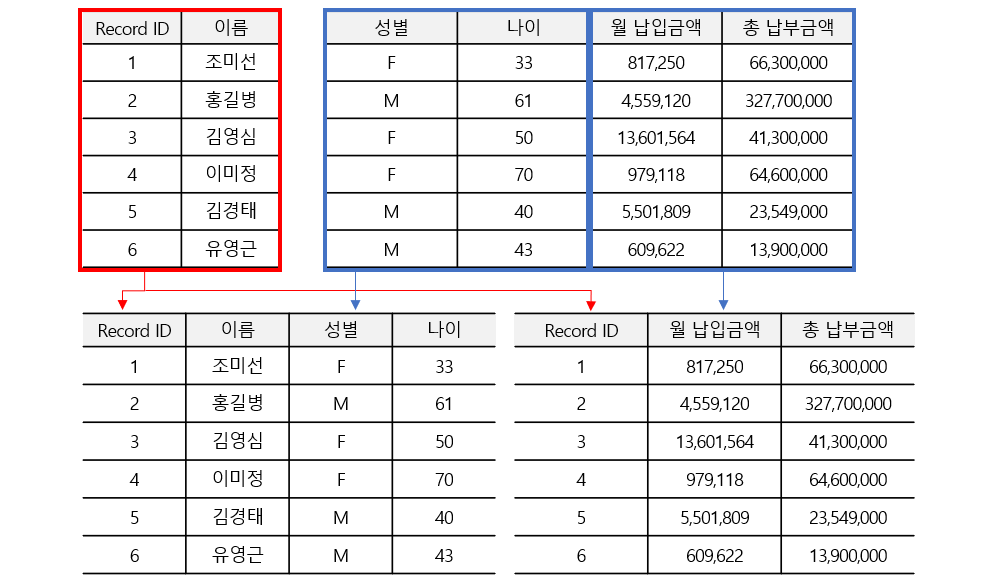 Record ID 이름 성별 나이 월 납입금액 총 납부금액
1 조미선 F 33 817,250 66,300,000
2 홍길병 M 61 4,559,120 327,700,000
3 김영심 F 50 13,601,564 41,300,000
4 이미정 F 70 979,118 64,600,000
5 김경태 M 40 5,501,809 23,549,000
6 유영근 M 43 609,622 13,900,000
Record ID 이름 성별 나이 Record ID 월 납입금액 총 납부금액
1 조미선 F 33 1 817,250 66,300,000
2 홍길병 M 61 2 4,559,120 327,700,000
3 김영심 F 50 3 13,601,564 41,300,000
4 이미정 F 70 4 979,118 64,600,000
5 김경태 M 40 5 5,501,809 23,549,000
6 유영근 M 43 6 609,622 13,900,000